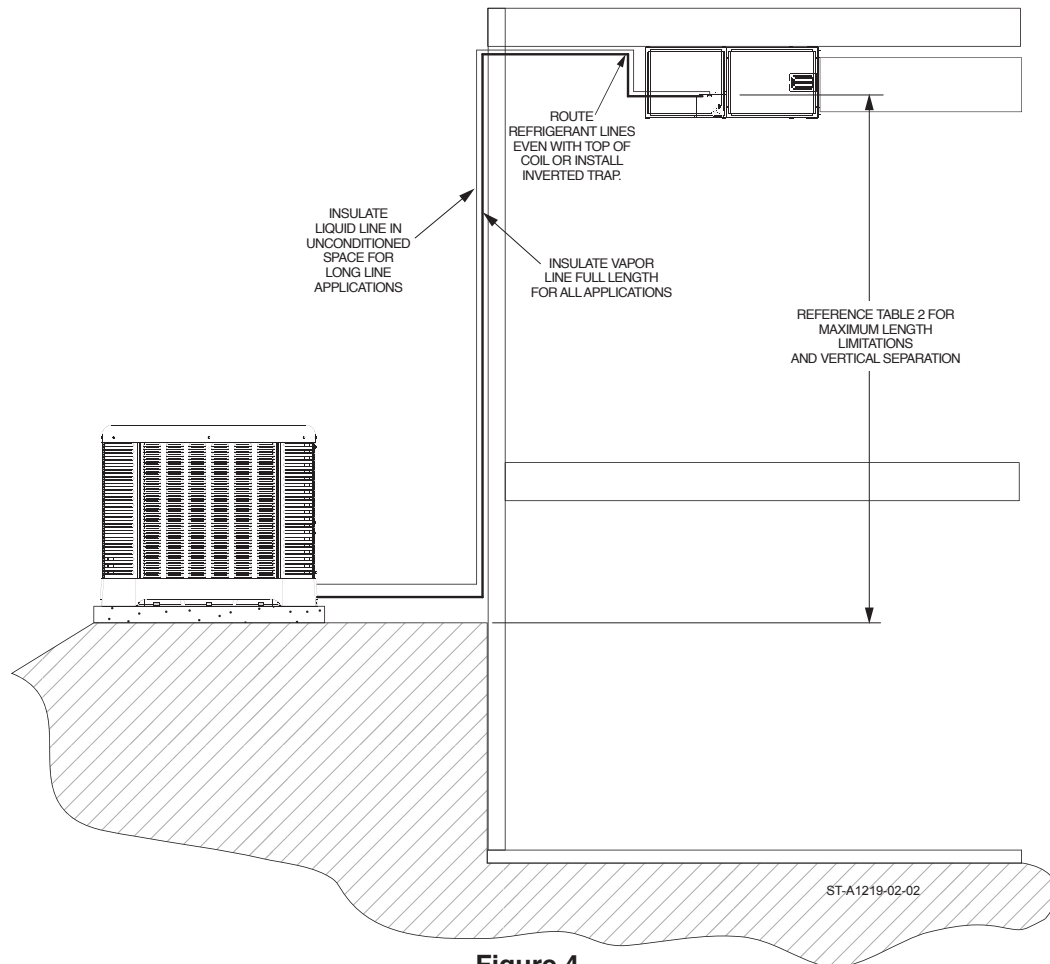 ROUTE
REFRIGERANT LINES
EVEN WITH TOP OF
COIL OR INSTALL
INVERTED TRAP.
INSULATE
LIQUID LINE IN
UNCONDITIONED
SPACE FOR
LONG LINE
APPLICATIONS
INSULATE VAPOR
LINE FULL LENGTH
FOR ALL APPLICATIONS
REFERENCE TABLE 2 FOR
MAXIMUM LENGTH
LIMITATIONS
AND VERTICAL SEPARATION
ST-A1219-02-02
Figure 4